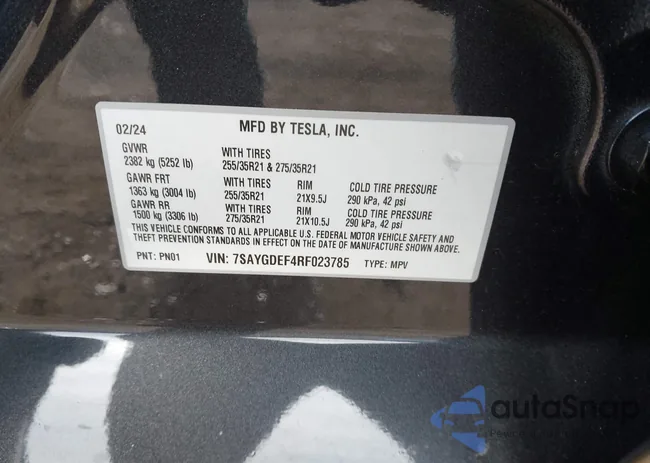 02/24 MFD BY TESLA, INC.
GVWR WITH TIRES
2382 kg (5252 lb) 255/35R21 & 275/35R21
GAWR FRT WITH TIRES RIM COLD TIRE PRESSURE
1363 kg (3004 lb) 255/35R21 21X9.5J 290 kPa, 42 psi
GAWR RR WITH TIRES RIM COLD TIRE PRESSURE
1500 kg (3306 lb) 275/35R21 21X10.5J 290 kPa, 42 psi
THIS VEHICLE CONFORMS TO ALL APPLICABLE U.S. FEDERAL MOTOR VEHICLE SAFETY AND
THEFT PREVENTION STANDARDS IN EFFECT ON THE DATE OF MANUFACTURE SHOWN ABOVE.
PNT: PN01 VIN: 7SAYGDEF4RF023785 TYPE: MPV
autoSnap